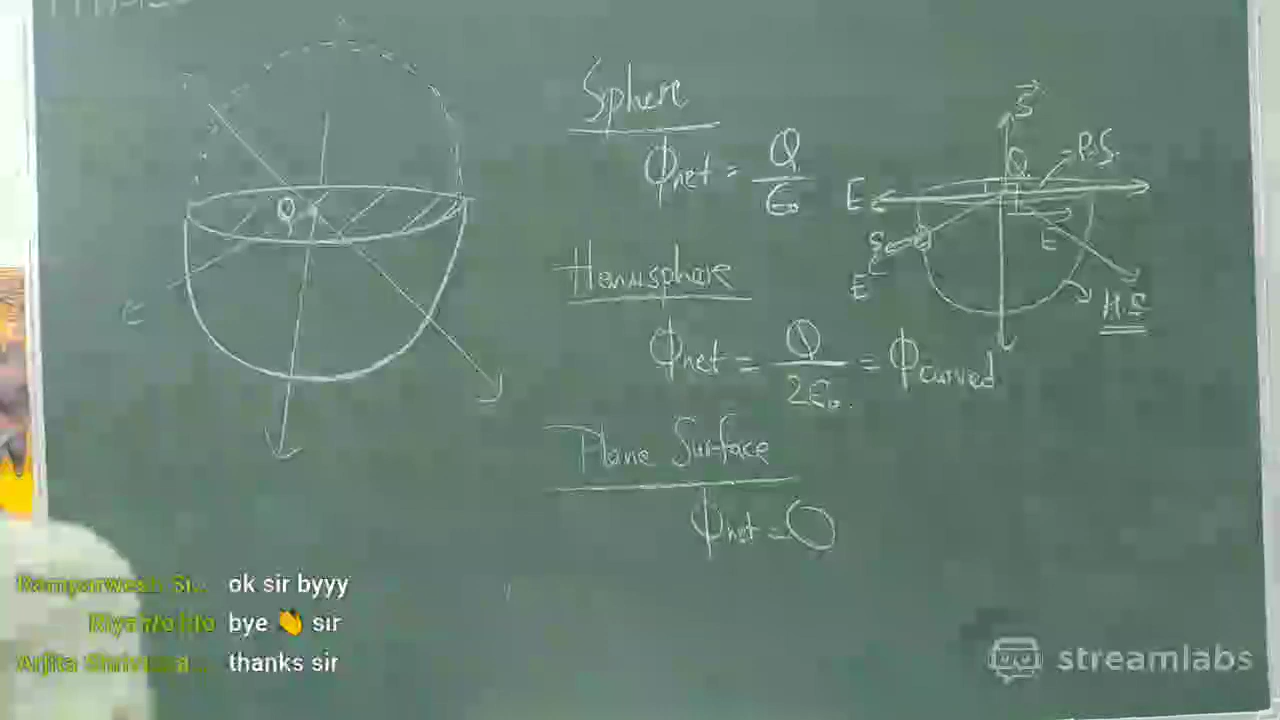 Q
E
Sphere
Φnet = Q/ε₀
Hemisphere
Φnet = Q/2ε₀ = Φcurved
Plane Surface
Φnet = 0
S
Q
P.S.
E
E
S
E
H.S
ok sir byyy
bye 👏 sir
thanks sir
streamlabs